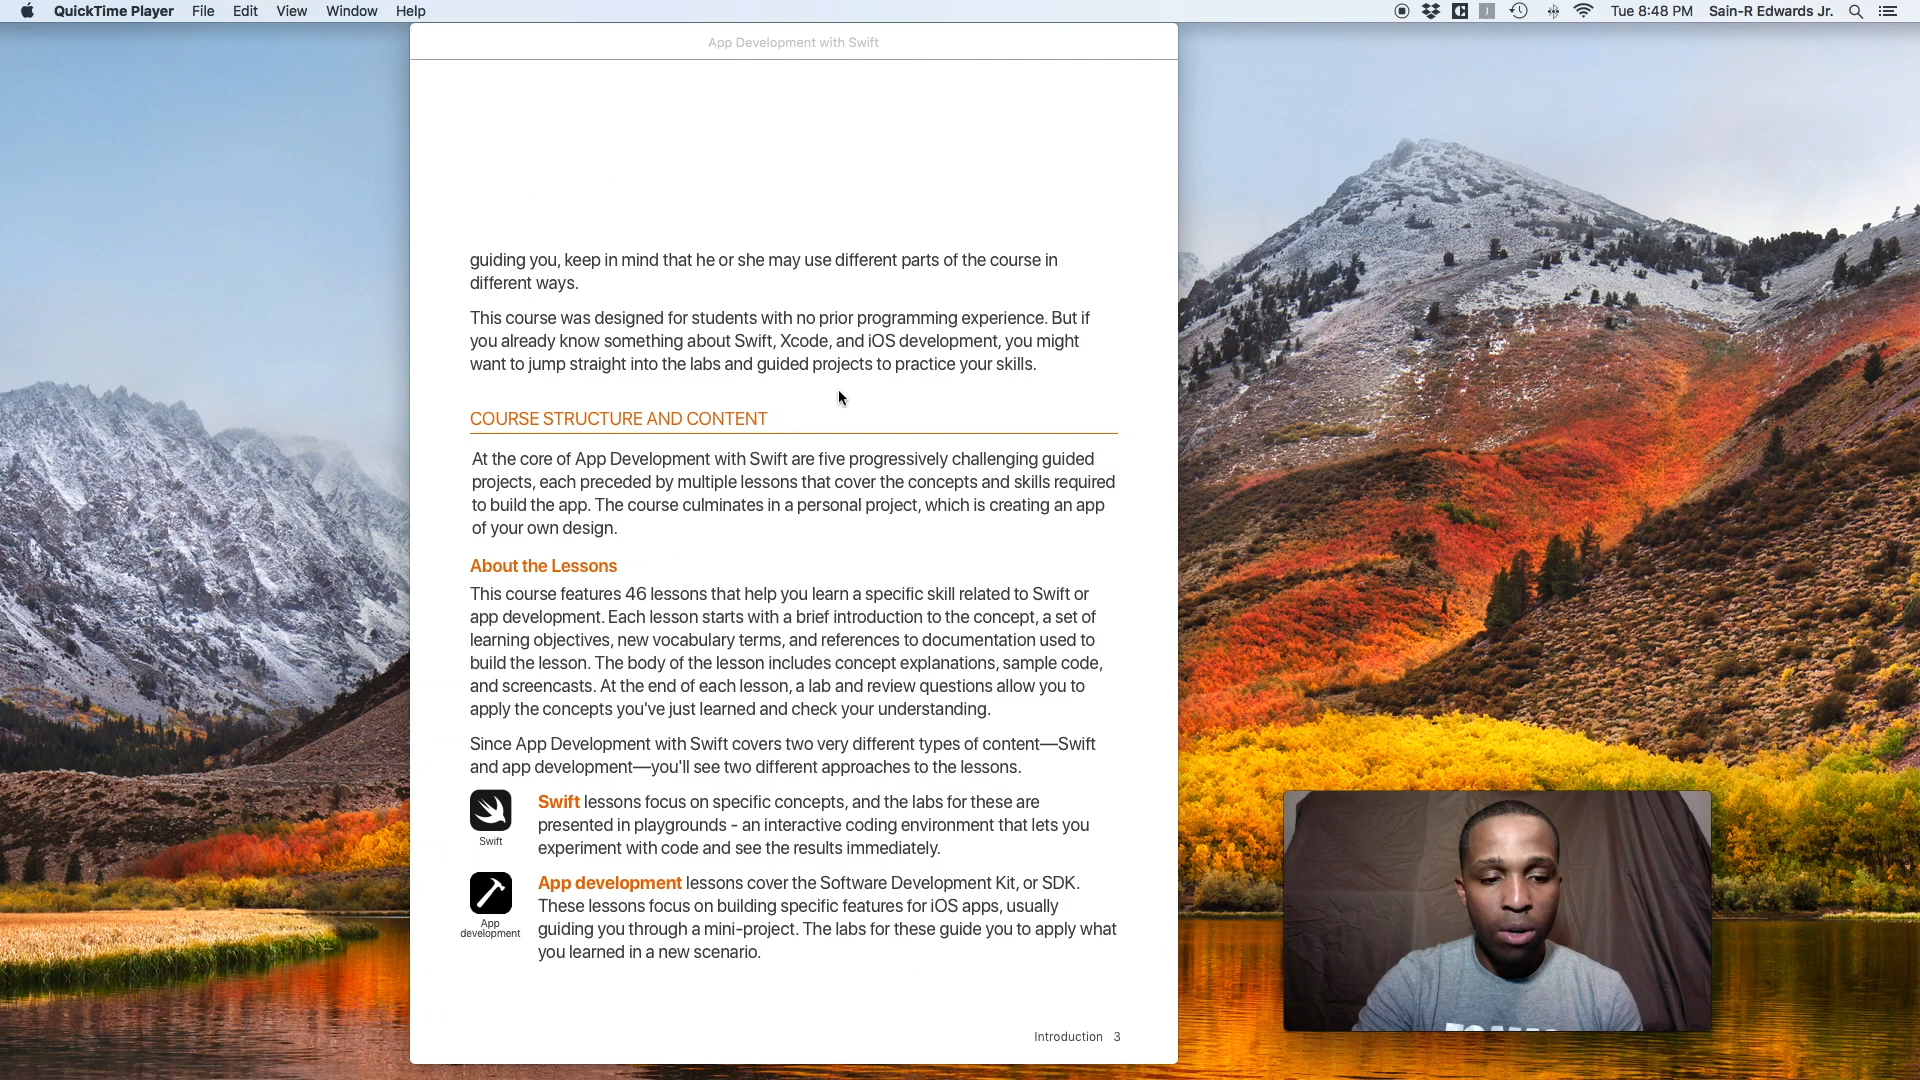 QuickTime Player File Edit View Window Help Tue 8:48 PM Sain-R Edwards Jr.
App Development with Swift
guiding you, keep in mind that he or she may use different parts of the course in
different ways.
This course was designed for students with no prior programming experience. But if
you already know something about Swift, Xcode, and iOS development, you might
want to jump straight into the labs and guided projects to practice your skills.
COURSE STRUCTURE AND CONTENT
At the core of App Development with Swift are five progressively challenging guided
projects, each preceded by multiple lessons that cover the concepts and skills required
to build the app. The course culminates in a personal project, which is creating an app
of your own design.
About the Lessons
This course features 46 lessons that help you learn a specific skill related to Swift or
app development. Each lesson starts with a brief introduction to the concept, a set of
learning objectives, new vocabulary terms, and references to documentation used to
build the lesson. The body of the lesson includes concept explanations, sample code,
and screencasts. At the end of each lesson, a lab and review questions allow you to
apply the concepts you've just learned and check your understanding.
Since App Development with Swift covers two very different types of content—Swift
and app development—you'll see two different approaches to the lessons.
Swift lessons focus on specific concepts, and the labs for these are
presented in playgrounds - an interactive coding environment that lets you
experiment with code and see the results immediately.
Swift
App development lessons cover the Software Development Kit, or SDK.
These lessons focus on building specific features for iOS apps, usually
guiding you through a mini-project. The labs for these guide you to apply what
you learned in a new scenario.
App
development
Introduction 3